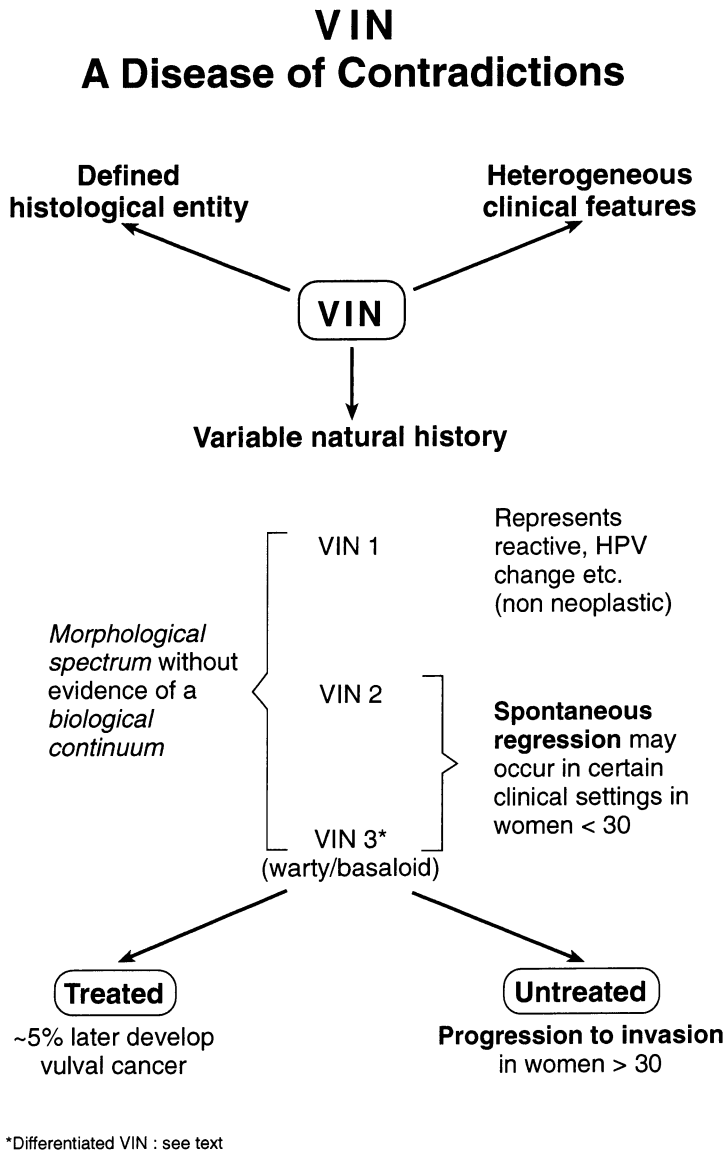 VIN
A Disease of Contradictions
Defined
histological entity
Heterogeneous
clinical features
VIN
Variable natural history
VIN 1
Represents
reactive, HPV
change etc.
(non neoplastic)
Morphological
spectrum without
evidence of a
biological
continuum
VIN 2
Spontaneous
regression may
occur in certain
clinical settings in
women < 30
VIN 3*
(warty/basaloid)
Treated
~5% later develop
vulval cancer
Untreated
Progression to invasion
in women > 30
*Differentiated VIN : see text